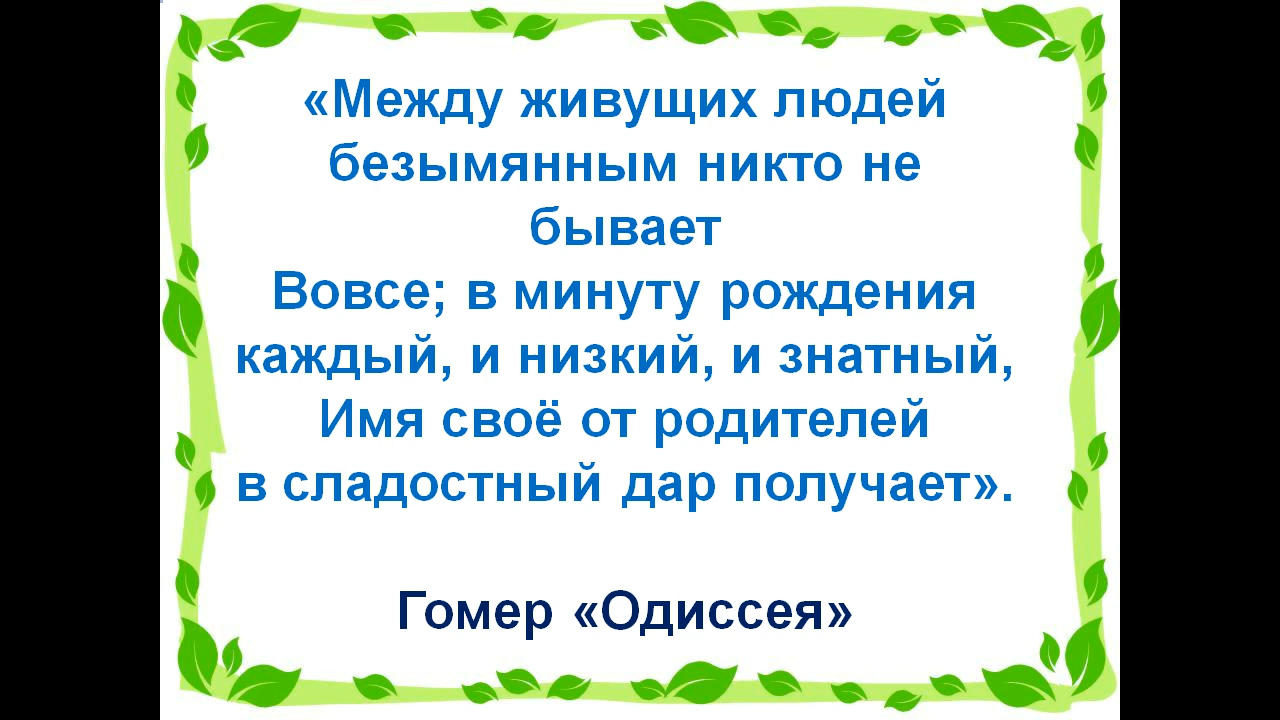 «Между живущих людей
безымянным никто не
бывает
Вовсе; в минуту рождения
каждый, и низкий, и знатный,
Имя своё от родителей
в сладостный дар получает».
Гомер «Одиссея»